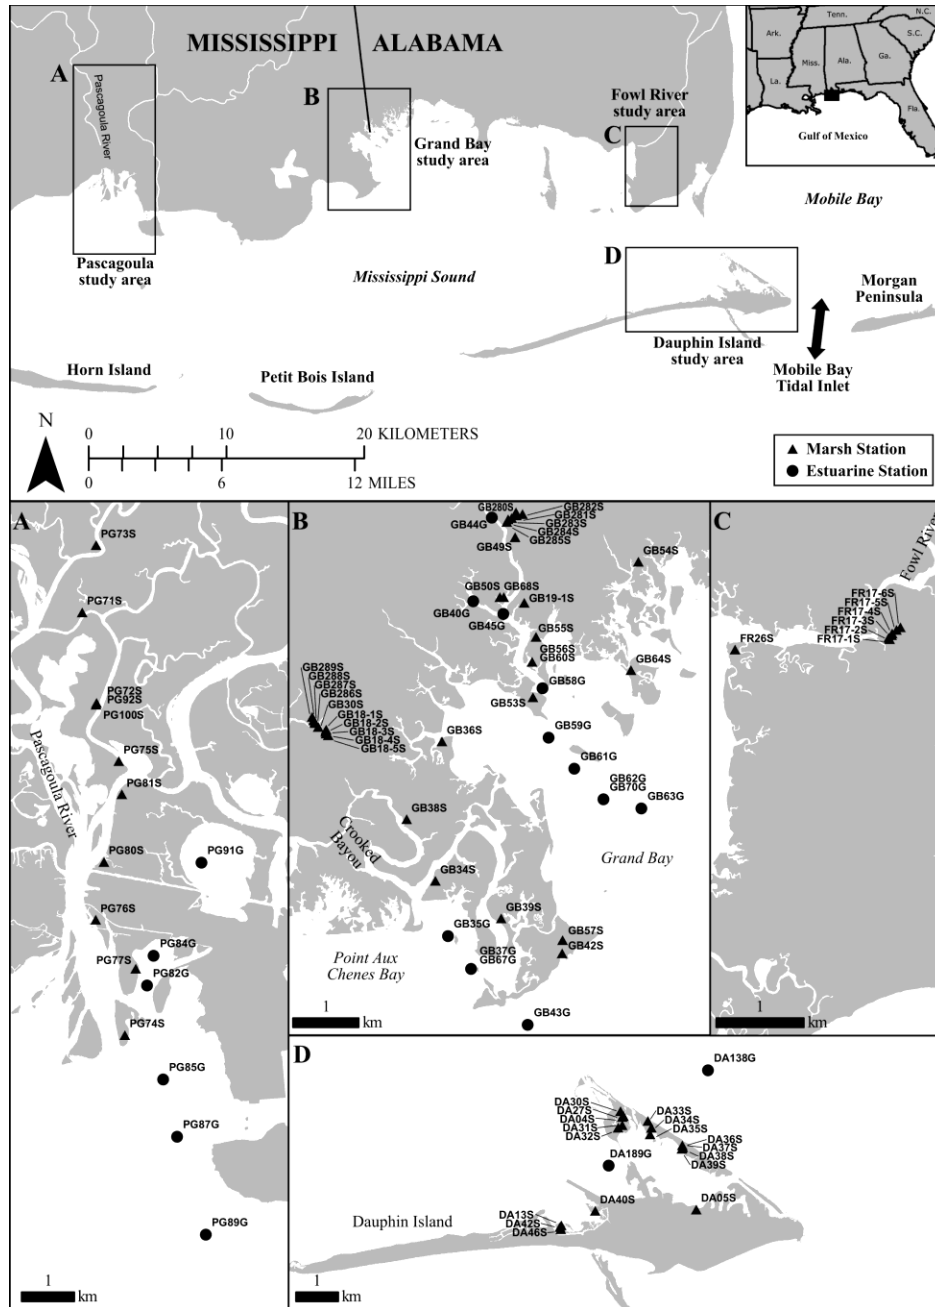 MISSISSIPPI
ALABAMA
A
Pascagoula River
Pascagoula
study area
B
Grand Bay
study area
Fowl River
study area
C
Ark.
Tenn.
N.C.
S.C.
Miss.
Ala.
Ga.
La.
Fla.
Gulf of Mexico
Mobile Bay
Mississippi Sound
D
Dauphin Island
study area
Morgan
Peninsula
Mobile Bay
Tidal Inlet
Horn Island
Petit Bois Island
N
0
10
20 KILOMETERS
0
6
12 MILES
Marsh Station
Estuarine Station
A
PG73S
PG71S
PG72S
PG92S
PG100S
PG75S
PG81S
Pascagoula River
PG80S
PG91G
PG76S
PG84G
PG77S
PG82G
PG74S
PG85G
PG87G
PG89G
1
km
B
GB280S
GB44G
GB49S
GB282S
GB281S
GB283S
GB284S
GB285S
GB54S
GB50S
GB68S
GB19-1S
GB40G
GB45G
GB55S
GB56S
GB60S
GB64S
GB58G
GB53S
GB289S
GB288S
GB287S
GB286S
GB30S
GB18-1S
GB18-2S
GB18-3S
GB18-4S
GB18-5S
GB36S
GB59G
GB61G
GB62G
GB70G
GB63G
GB38S
Crooked
Bayou
Grand Bay
GB34S
GB39S
GB35G
GB57S
GB42S
GB37G
GB67G
Point Aux
Chenes Bay
GB43G
1
km
C
Fowl River
FR17-6S
FR17-5S
FR17-4S
FR17-3S
FR17-2S
FR17-1S
FR26S
1
km
D
DA138G
DA30S
DA27S
DA04S
DA31S
DA32S
DA33S
DA34S
DA35S
DA36S
DA37S
DA38S
DA39S
DA189G
DA40S
DA05S
Dauphin Island
DA13S
DA42S
DA46S
1
km